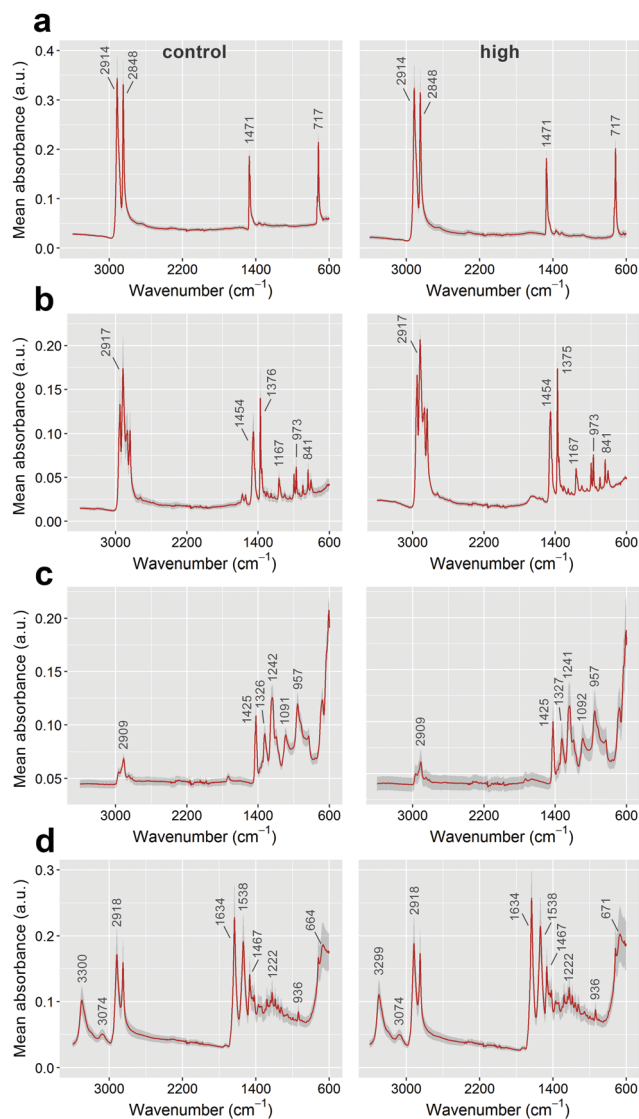 a
control
high
2914
2848
1471
717
2914
2848
1471
717
0.4
0.3
0.2
0.1
0.0
Mean absorbance (a.u.)
3000 2200 1400 600
3000 2200 1400 600
Wavenumber (cm−1)
Wavenumber (cm−1)
b
2917
1454
1376
1167
973
841
2917
1454
1375
1167
973
841
0.20
0.15
0.10
0.05
0.00
Mean absorbance (a.u.)
3000 2200 1400 600
3000 2200 1400 600
Wavenumber (cm−1)
Wavenumber (cm−1)
c
2909
1425
1326
1242
1091
957
2909
1425
1327
1241
1092
957
0.20
0.15
0.10
0.05
Mean absorbance (a.u.)
3000 2200 1400 600
3000 2200 1400 600
Wavenumber (cm−1)
Wavenumber (cm−1)
d
3300
3074
2918
1634
1538
1467
1222
936
664
3299
3074
2918
1634
1538
1467
1222
936
671
0.3
0.2
0.1
0.0
Mean absorbance (a.u.)
3000 2200 1400 600
3000 2200 1400 600
Wavenumber (cm−1)
Wavenumber (cm−1)